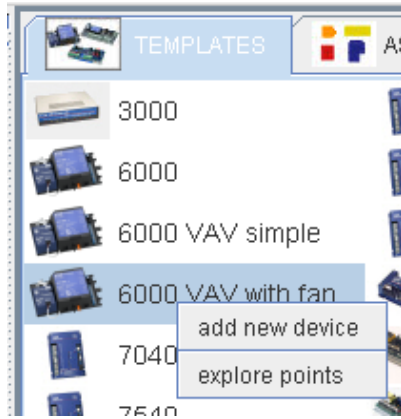 TEMPLATES
3000
6000
6000 VAV simple
6000 VAV with fan
add new device
7040
explore points